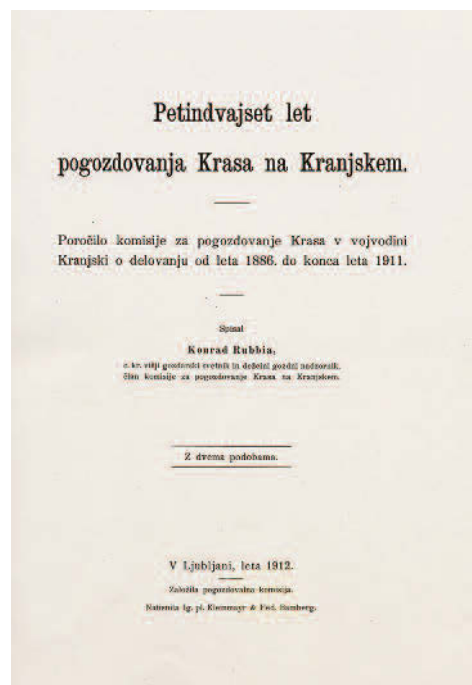 Petindvajset let
pogozdovanja Krasa na Kranjskem.
Poročilo komisije za pogozdovanje Krasa v vojvodini
Kranjski o delovanju od leta 1886. do konca leta 1911.
Spisal
Konrad Rubbia,
c. kr. višji gozdarski svetnik in deželni gozdni nadzornik,
član komisije za pogozdovanje Krasa na Kranjskem.
Z dvema podobama.
V Ljubljani, leta 1912.
Založila pogozdovalna komisija.
Natisnila Ig. pl. Kleinmayr & Fed. Bamberg.